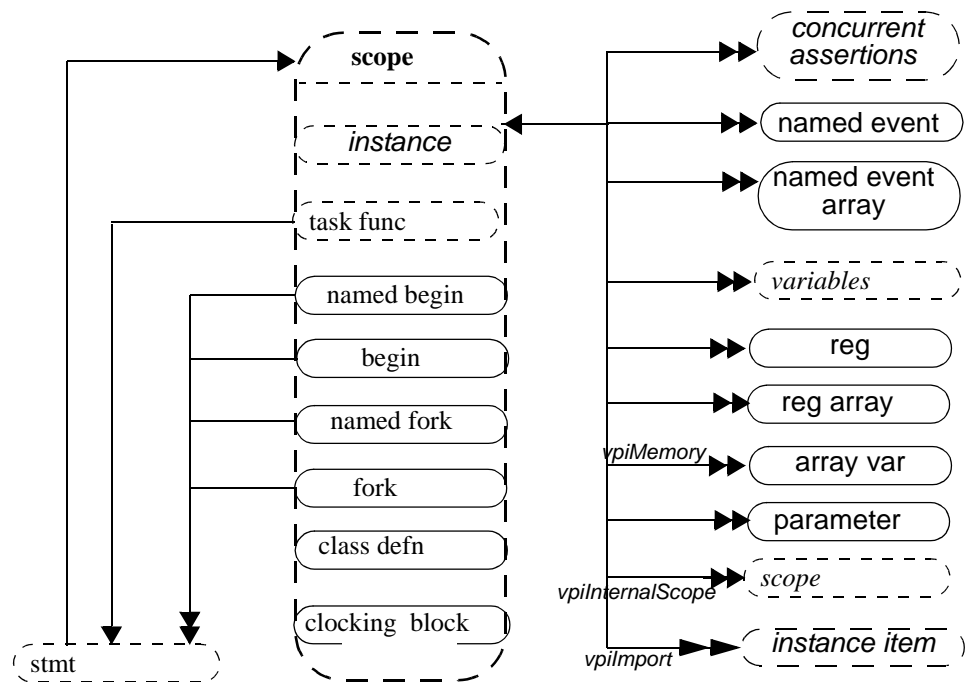 scope
instance
task func
named begin
begin
named fork
fork
class defn
clocking block
stmt
concurrent
assertions
named event
named event
array
variables
reg
reg array
vpiMemory
array var
parameter
vpiInternalScope
scope
vpiImport
instance item